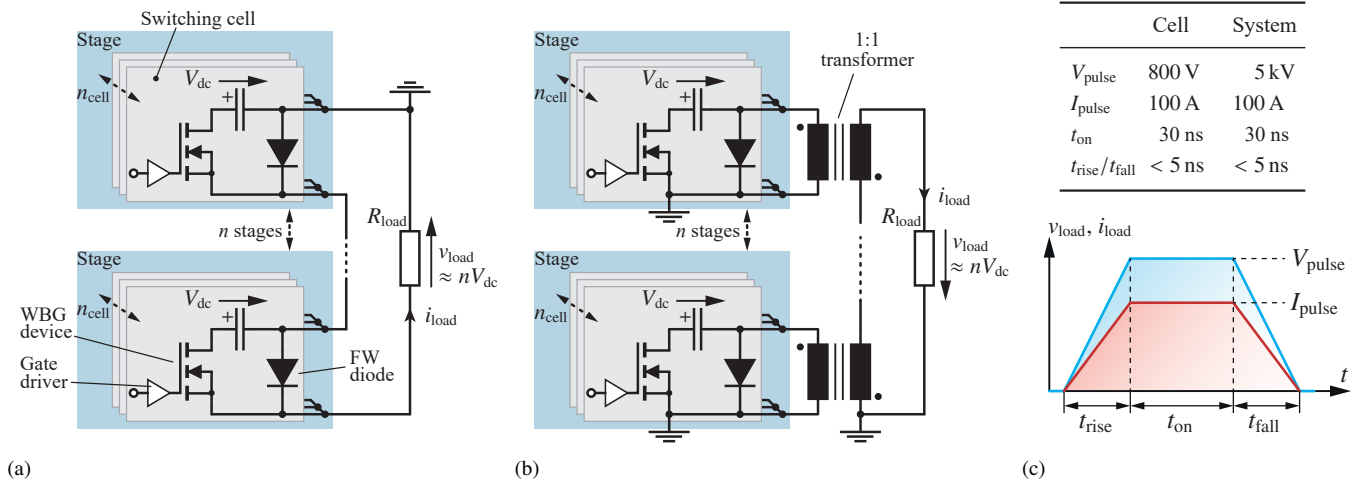 Switching cell
Stage
V_dc
+
n_cell
R_load
n stages
v_load
≈ nV_dc
Stage
V_dc
+
n_cell
i_load
WBG
device
Gate
driver
FW
diode
(a)
1:1
transformer
Stage
V_dc
+
n_cell
i_load
R_load
n stages
v_load
≈ nV_dc
Stage
V_dc
+
n_cell
(b)
Cell System
V_pulse 800 V 5 kV
I_pulse 100 A 100 A
t_on 30 ns 30 ns
t_rise/t_fall < 5 ns < 5 ns
v_load, i_load
V_pulse
I_pulse
t
t_rise t_on t_fall
(c)